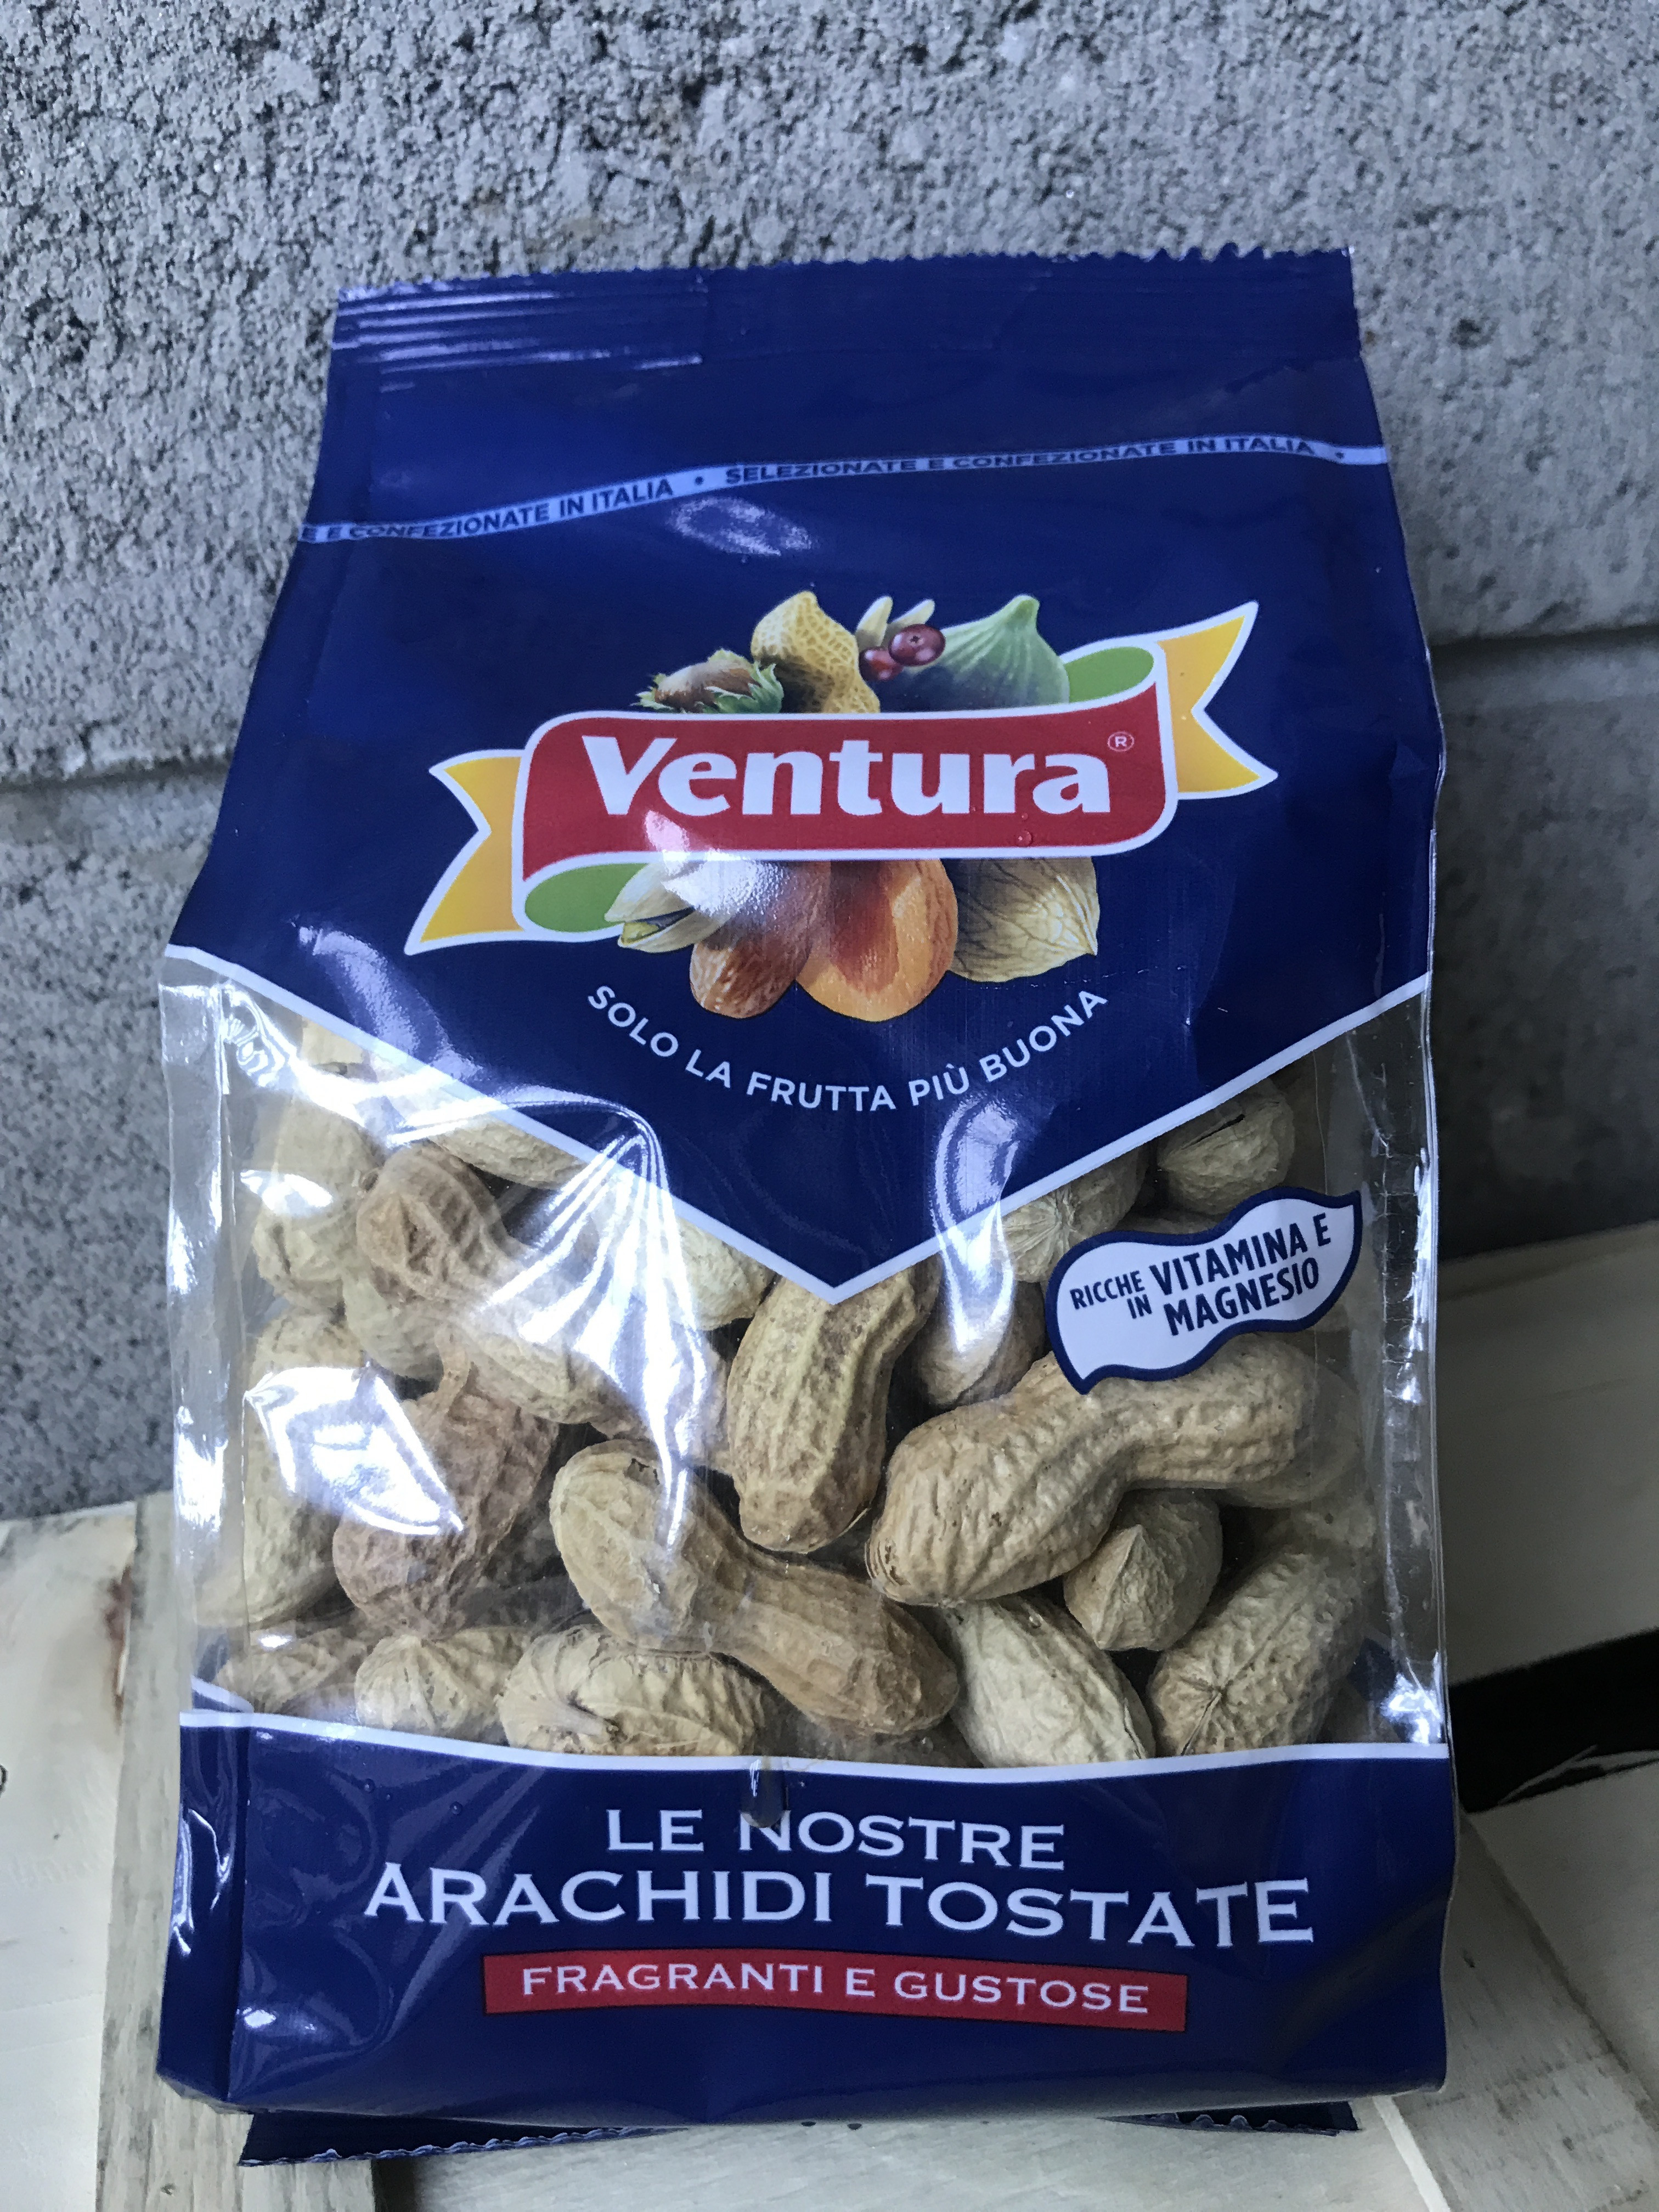 E CONFEZIONATE IN ITALIA • SELEZIONATE E CONFEZIONATE IN ITALIA •
Ventura®
SOLO LA FRUTTA PIÙ BUONA
RICCHE IN VITAMINA E
MAGNESIO
LE NOSTRE
ARACHIDI TOSTATE
FRAGRANTI E GUSTOSE